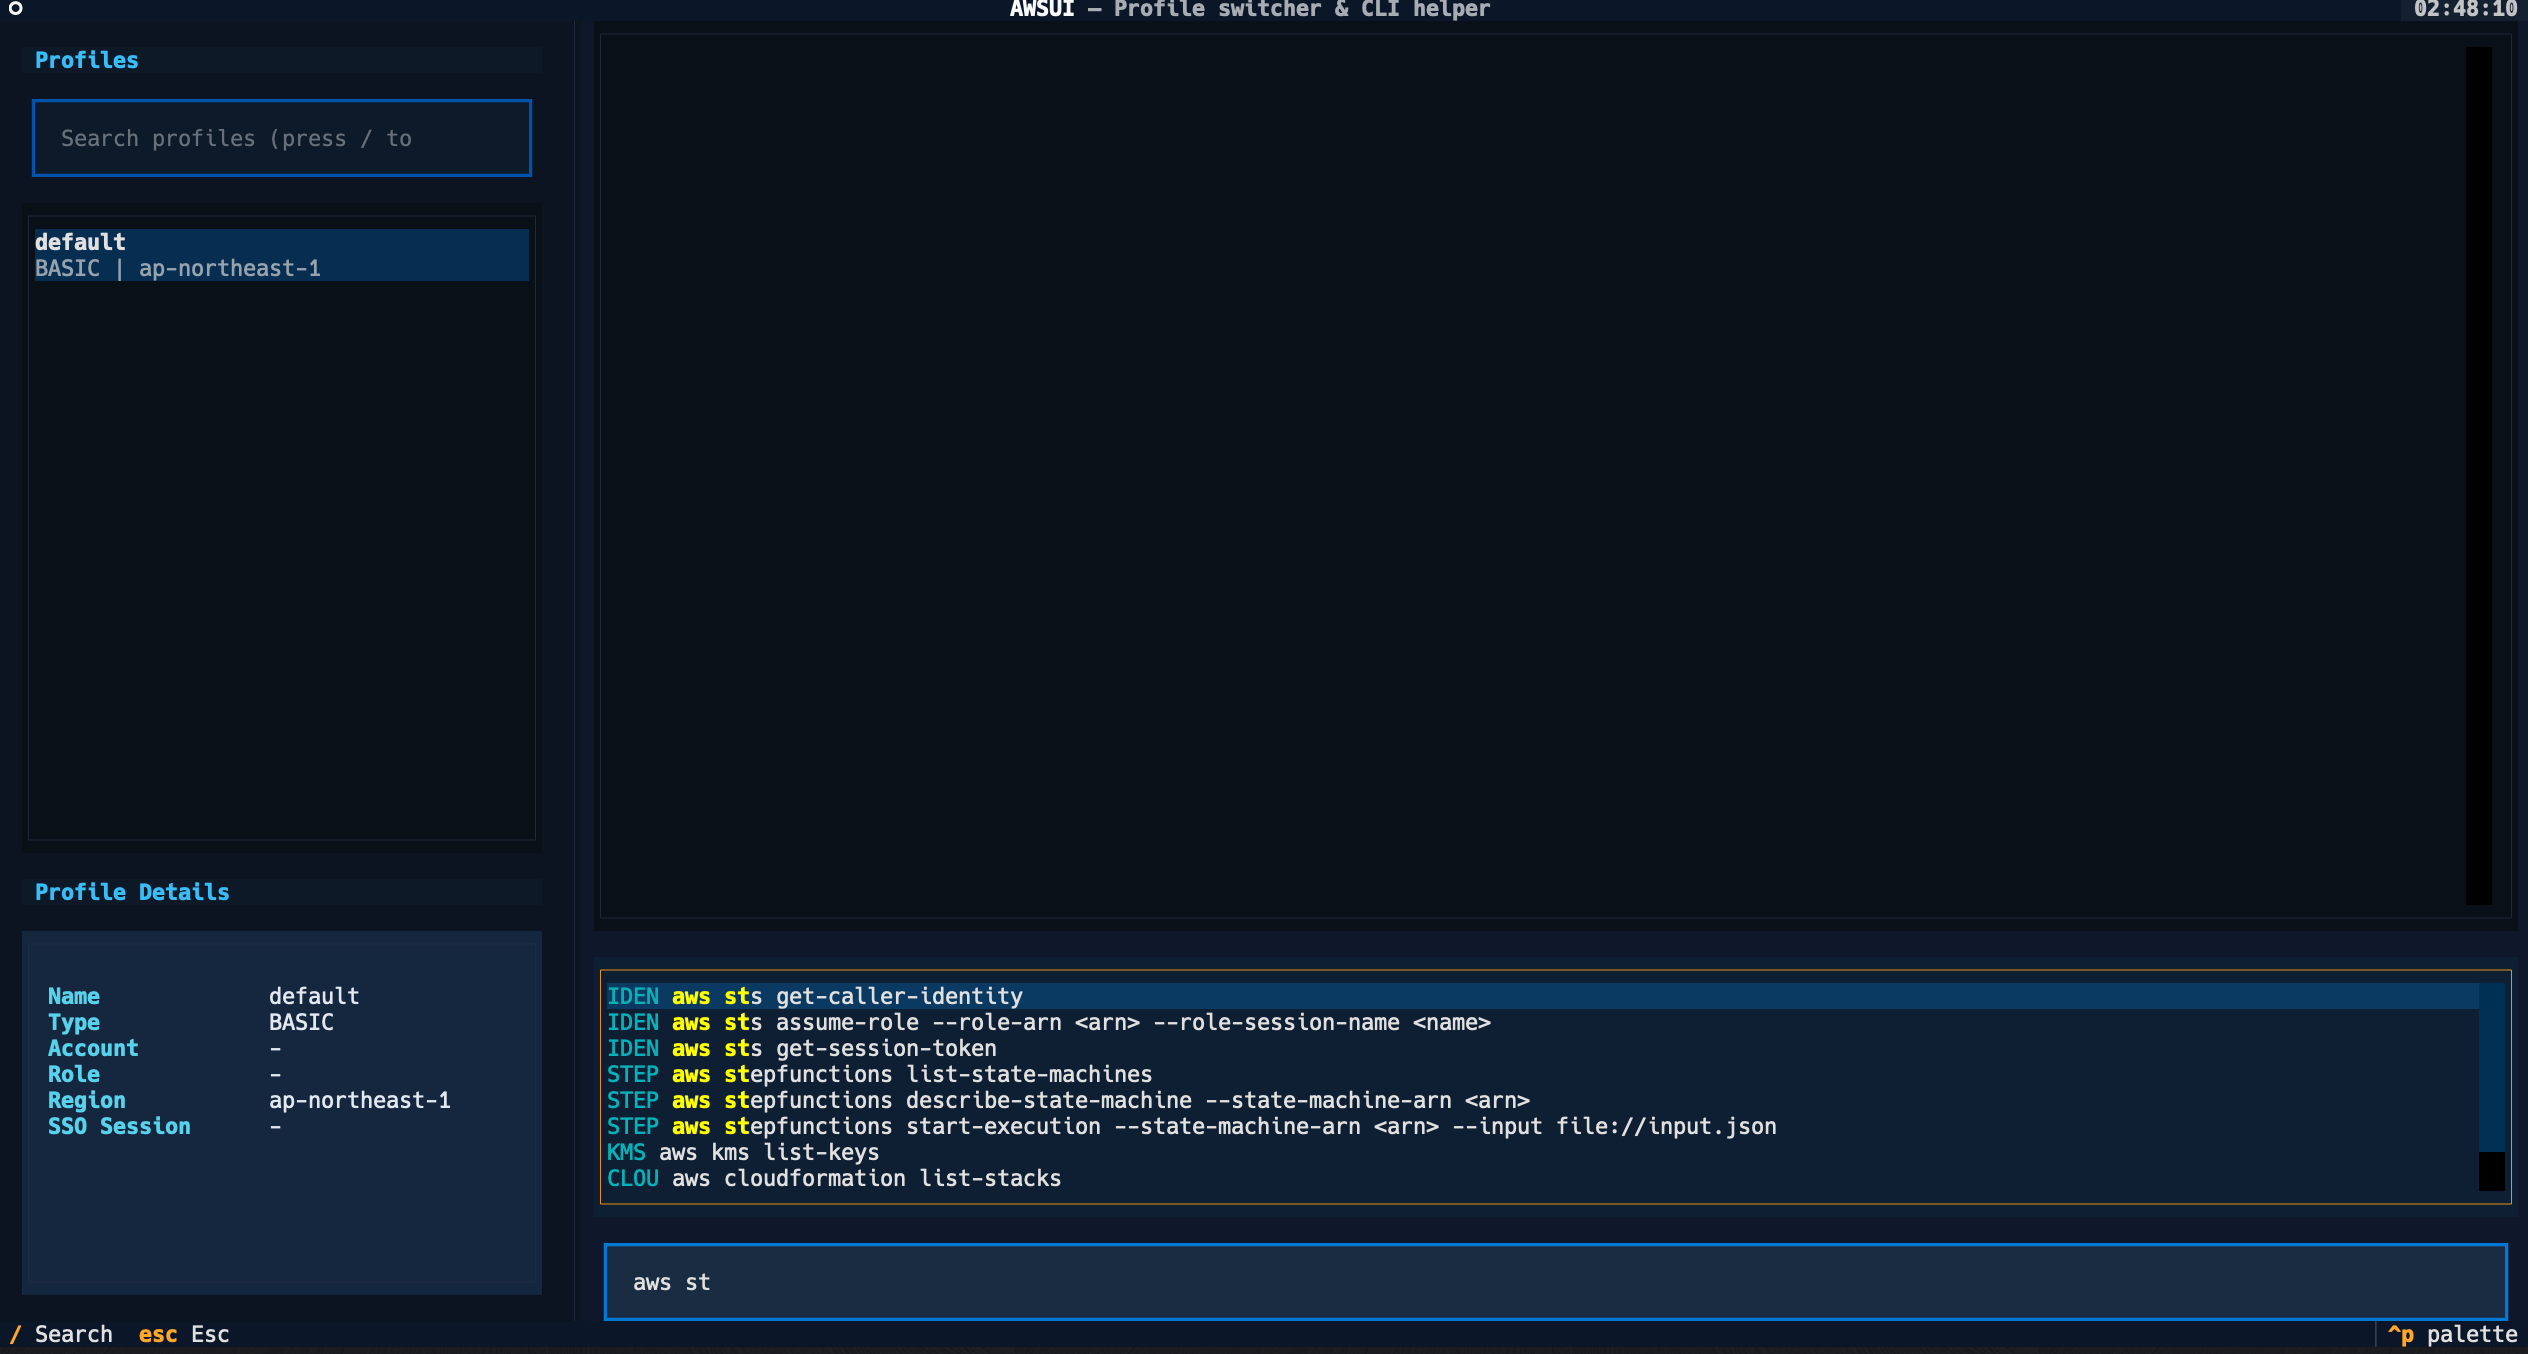 AWSUI — Profile switcher & CLI helper
02:48:10
Profiles
Search profiles (press / to
default
BASIC | ap-northeast-1
Profile Details
Name default
Type BASIC
Account -
Role -
Region ap-northeast-1
SSO Session -
IDEN aws sts get-caller-identity
IDEN aws sts assume-role --role-arn <arn> --role-session-name <name>
IDEN aws sts get-session-token
STEP aws stepfunctions list-state-machines
STEP aws stepfunctions describe-state-machine --state-machine-arn <arn>
STEP aws stepfunctions start-execution --state-machine-arn <arn> --input file://input.json
KMS aws kms list-keys
CLOU aws cloudformation list-stacks
aws st
/ Search esc Esc
^p palette